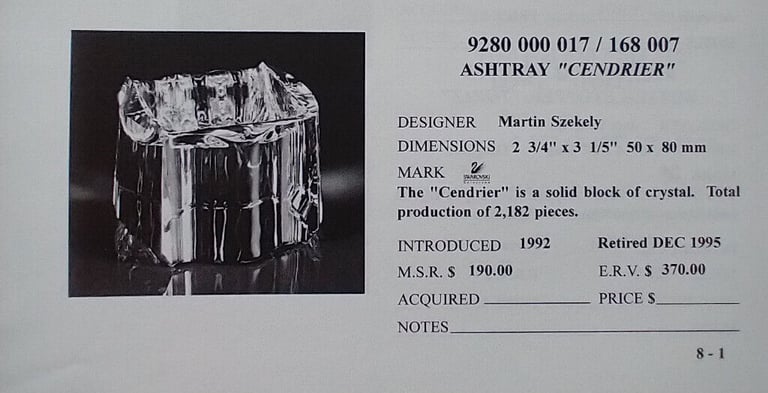 9280 000 017 / 168 007
ASHTRAY "CENDRIER"
DESIGNER Martin Szekely
DIMENSIONS 2 3/4" x 3 1/5" 50 x 80 mm
MARK SWAROVSKI
The "Cendrier" is a solid block of crystal. Total
production of 2,182 pieces.
INTRODUCED 1992 Retired DEC 1995
M.S.R. $ 190.00 E.R.V. $ 370.00
ACQUIRED PRICE $
NOTES
8 - 1